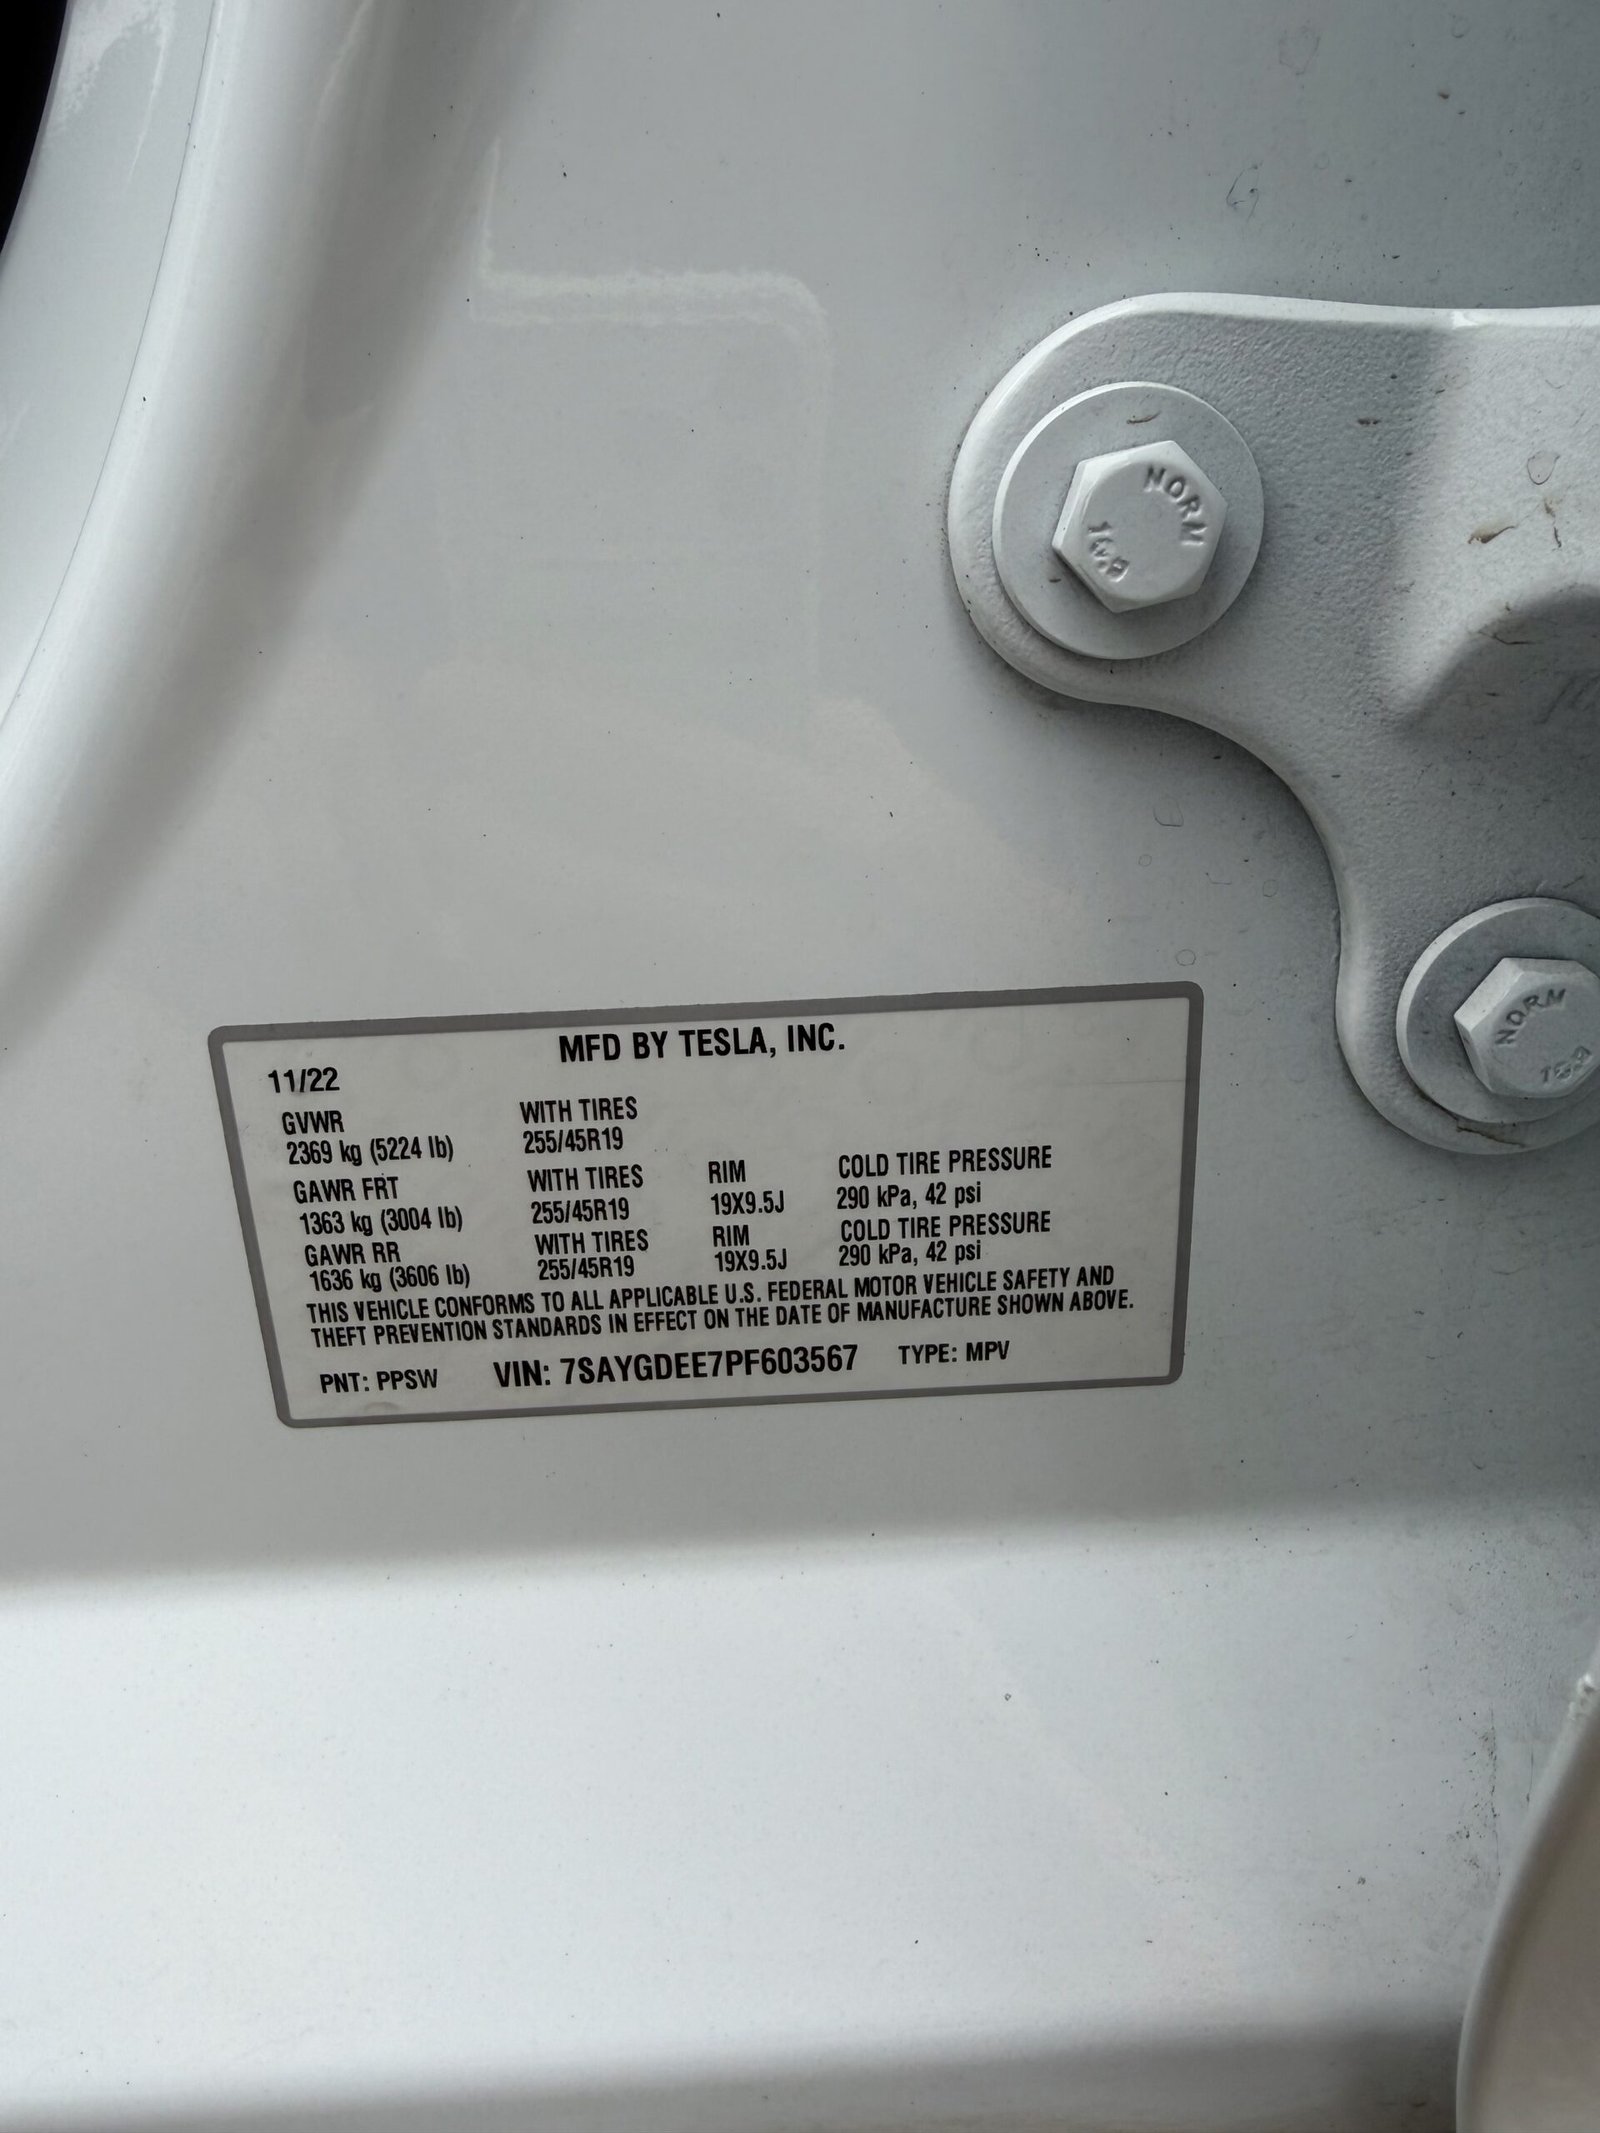 NORM
NORM
MFD BY TESLA, INC.
11/22
GVWR WITH TIRES
2369 kg (5224 lb) 255/45R19
GAWR FRT WITH TIRES RIM COLD TIRE PRESSURE
1363 kg (3004 lb) 255/45R19 19X9.5J 290 kPa, 42 psi
GAWR RR WITH TIRES RIM COLD TIRE PRESSURE
1636 kg (3606 lb) 255/45R19 19X9.5J 290 kPa, 42 psi
THIS VEHICLE CONFORMS TO ALL APPLICABLE U.S. FEDERAL MOTOR VEHICLE SAFETY AND
THEFT PREVENTION STANDARDS IN EFFECT ON THE DATE OF MANUFACTURE SHOWN ABOVE.
PNT: PPSW VIN: 7SAYGDEE7PF603567 TYPE: MPV